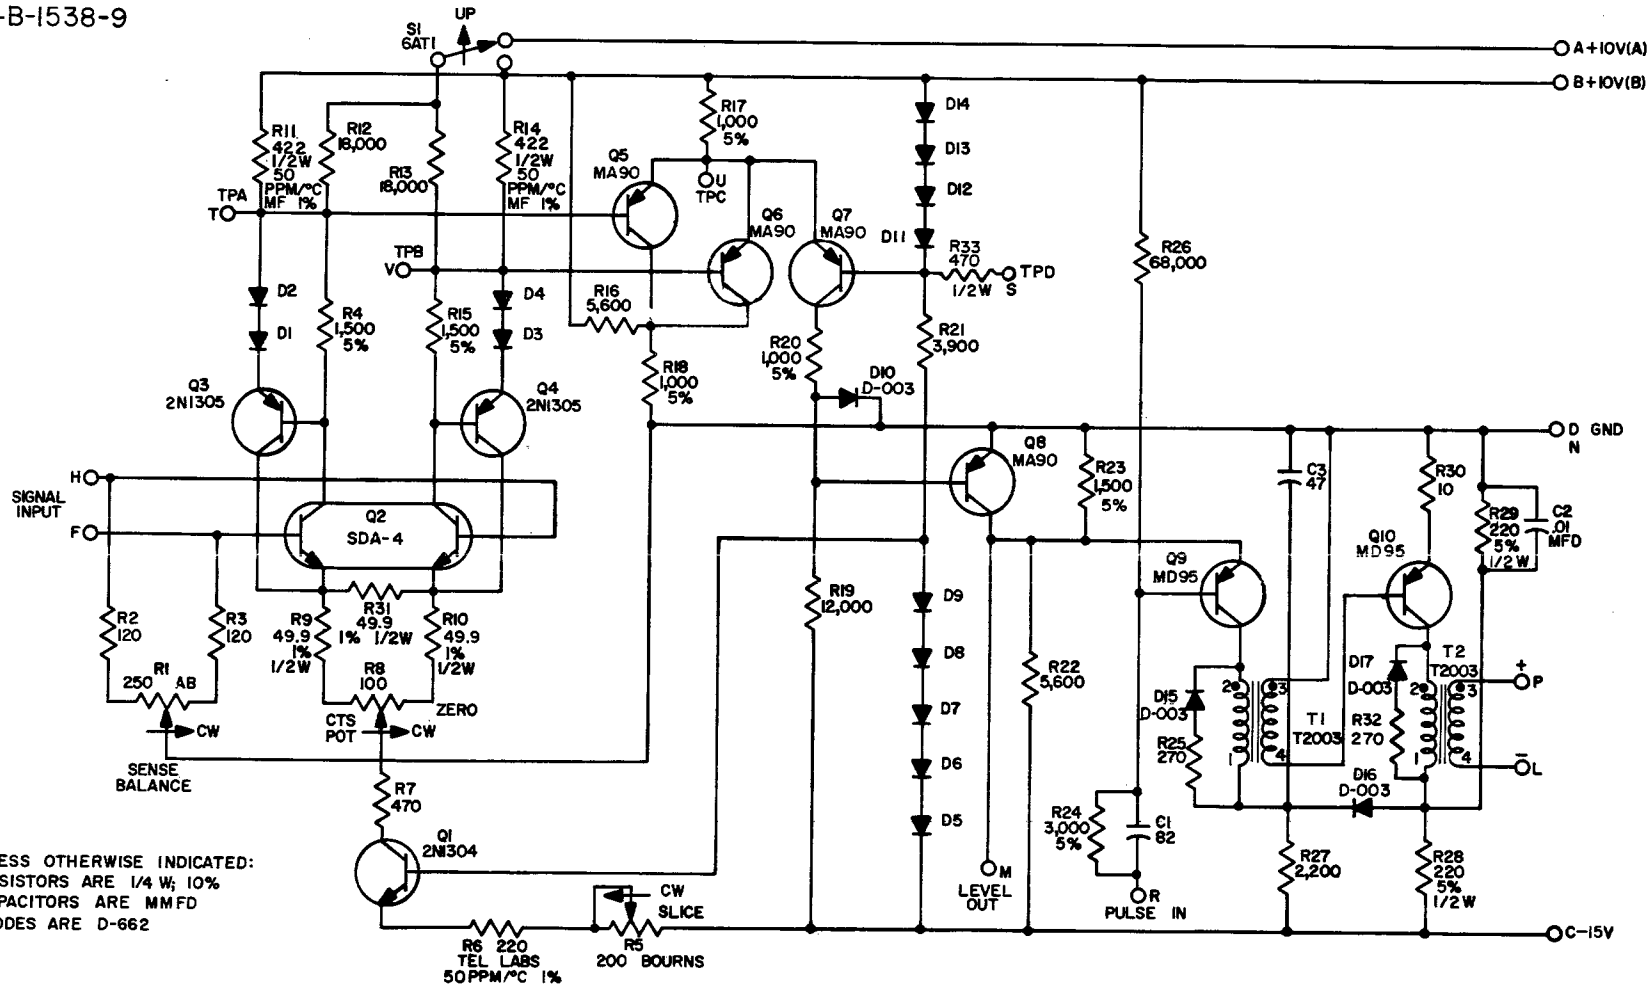 -B-1538-9
UP
S1
6AT1
A+10V(A)
B+10V(B)
R11
422
1/2W
50
PPM/°C
MF 1%
R12
18,000
R13
18,000
R14
422
1/2W
50
PPM/°C
MF 1%
R17
1,000
5%
D14
D13
D12
D11
Q5
MA90
U
TPC
Q6
MA90
Q7
MA90
TPA
T
TPB
V
R33
470
1/2W
TPD
S
R26
68,000
D2
D1
R4
1,500
5%
R15
1,500
5%
D4
D3
R16
5,600
R18
1,000
5%
R20
1,000
5%
D10
D-003
R21
3,900
Q3
2N1305
Q4
2N1305
D GND
N
Q8
MA90
R23
1,500
5%
C3
47
R30
10
H
SIGNAL
INPUT
F
Q2
SDA-4
R29
220
5%
1/2W
C2
.01
MFD
Q10
MD95
Q9
MD95
R2
120
R3
120
R9
49.9
1%
1/2W
R31
49.9
1% 1/2W
R10
49.9
1%
1/2W
R19
12,000
D9
D8
D7
D6
D5
R22
5,600
R1
250 AB
CW
SENSE
BALANCE
R8
100
CTS
POT
CW
ZERO
D15
D-003
R25
270
2
1
3
4
T1
T2003
D17
D-003
R32
270
T2
T2003
2
1
3
4
+
P
–
L
D16
D-003
R7
470
Q1
2N1304
R24
3,000
5%
C1
82
R27
2,200
R28
220
5%
1/2W
M
LEVEL
OUT
R
PULSE IN
ESS OTHERWISE INDICATED:
SISTORS ARE 1/4 W; 10%
PACITORS ARE MMFD
ODES ARE D-662
CW
SLICE
R6 220
TEL LABS
50PPM/°C 1%
R5
200 BOURNS
C-15V